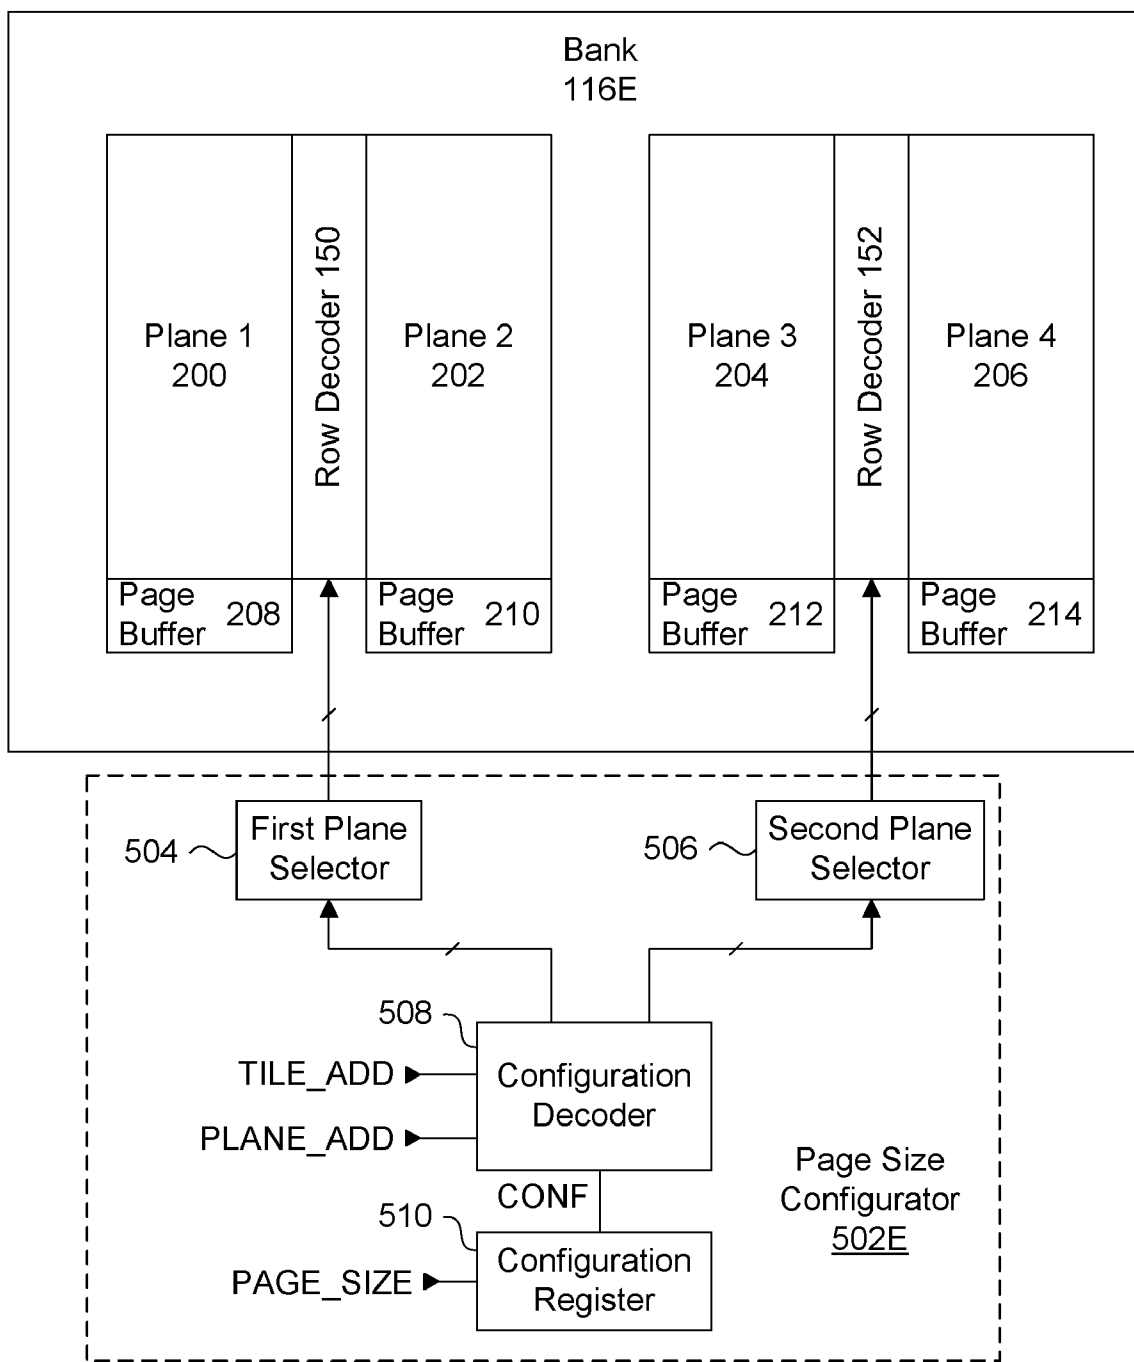 Bank
116E
Plane 1
200
Row Decoder 150
Plane 2
202
Plane 3
204
Row Decoder 152
Plane 4
206
Page
Buffer 208
Page
Buffer 210
Page
Buffer 212
Page
Buffer 214
504
First Plane
Selector
506
Second Plane
Selector
508
TILE_ADD
PLANE_ADD
Configuration
Decoder
CONF
510
PAGE_SIZE
Configuration
Register
Page Size
Configurator
502E